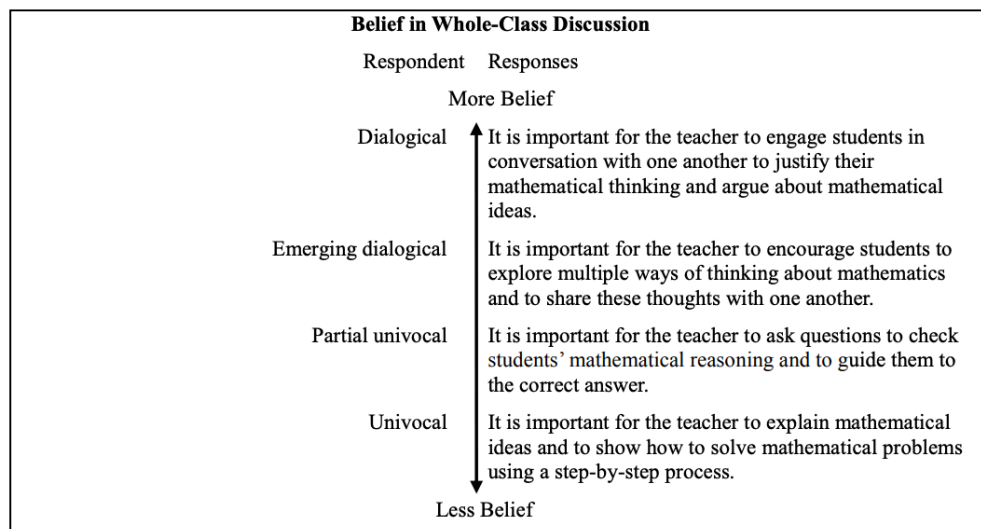 Belief in Whole-Class Discussion
Respondent Responses
More Belief
Dialogical It is important for the teacher to engage students in
conversation with one another to justify their
mathematical thinking and argue about mathematical
ideas.
Emerging dialogical It is important for the teacher to encourage students to
explore multiple ways of thinking about mathematics
and to share these thoughts with one another.
Partial univocal It is important for the teacher to ask questions to check
students’ mathematical reasoning and to guide them to
the correct answer.
Univocal It is important for the teacher to explain mathematical
ideas and to show how to solve mathematical problems
using a step-by-step process.
Less Belief